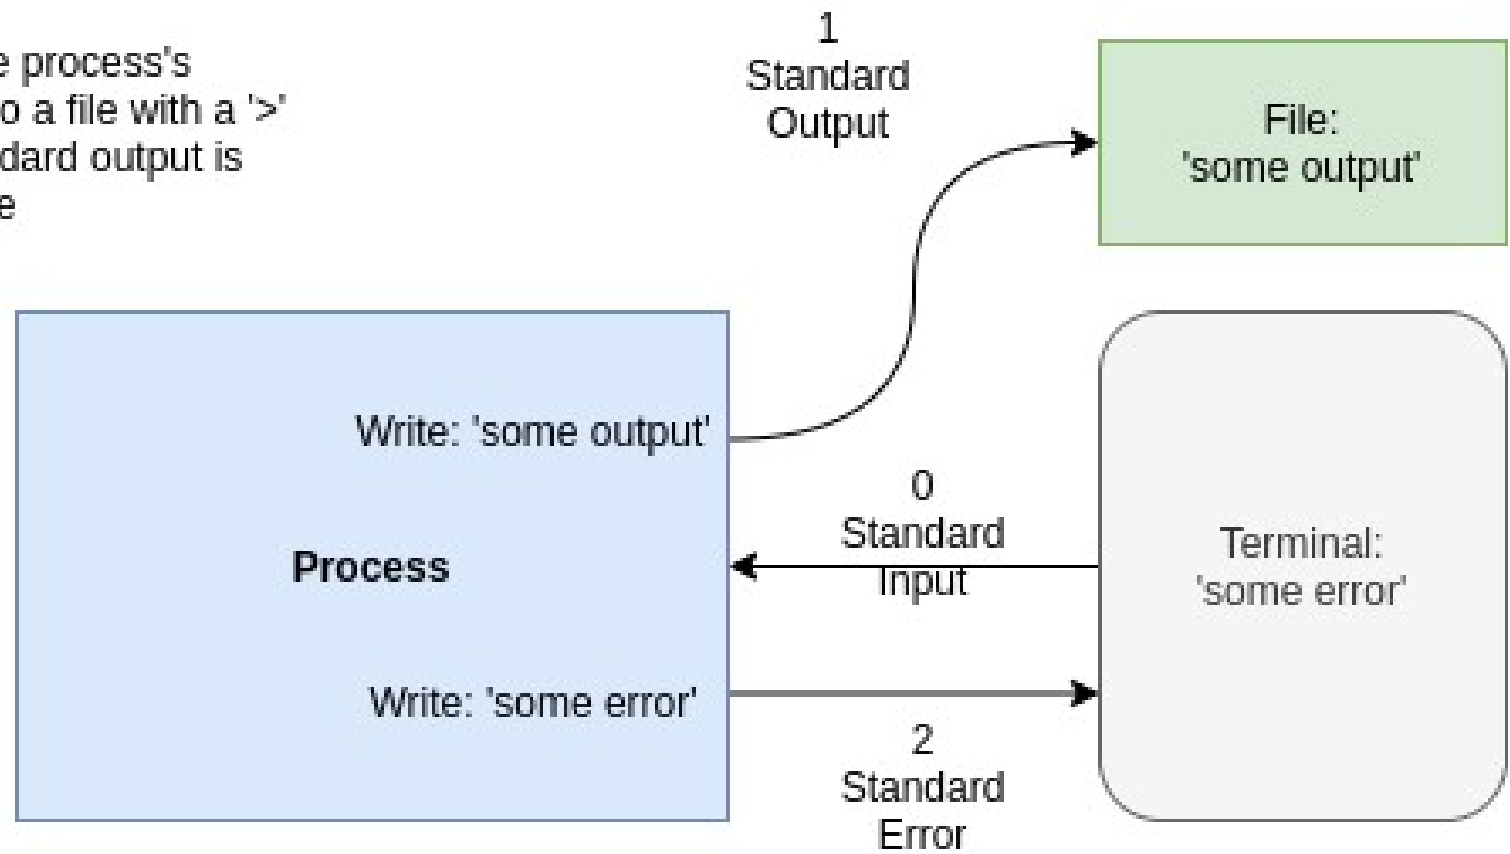 process's
o a file with a '>'
dard output is
e
1
Standard
Output
File:
'some output'
Write: 'some output'
0
Standard
Input
Process
Terminal:
'some error'
Write: 'some error'
2
Standard
Error